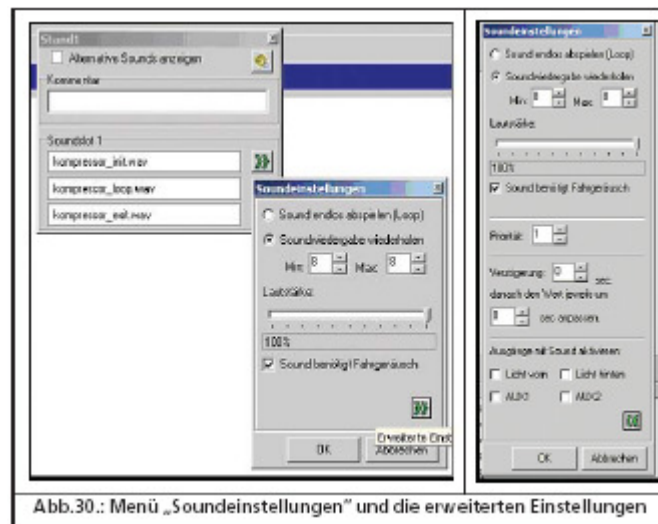 Stand1
Alternative Sounds anzeigen
Kommentar
Soundslot 1
kompressor_init.wav
kompressor_loop.wav
kompressor_exit.wav
Soundeinstellungen
Sound endlos abspielen (Loop)
Soundwiedergabe wiederholen
Min: 8 Max: 8
Lautstärke:
100%
Sound benötigt Fahrgeräusch
Erweiterte Einst
OK Abbrechen
Soundeinstellungen
Sound endlos abspielen (Loop)
Soundwiedergabe wiederholen
Min: 8 Max: 8
Lautstärke:
100%
Sound benötigt Fahrgeräusch
Priorität: 1
Verzögerung: 0 sec.
danach den Wert jeweils um
0 sec anpassen.
Ausgänge mit Sound aktivieren:
Licht vorn Licht hinten
AUX1 AUX2
OK Abbrechen
Abb.30.: Menü „Soundeinstellungen“ und die erweiterten Einstellungen